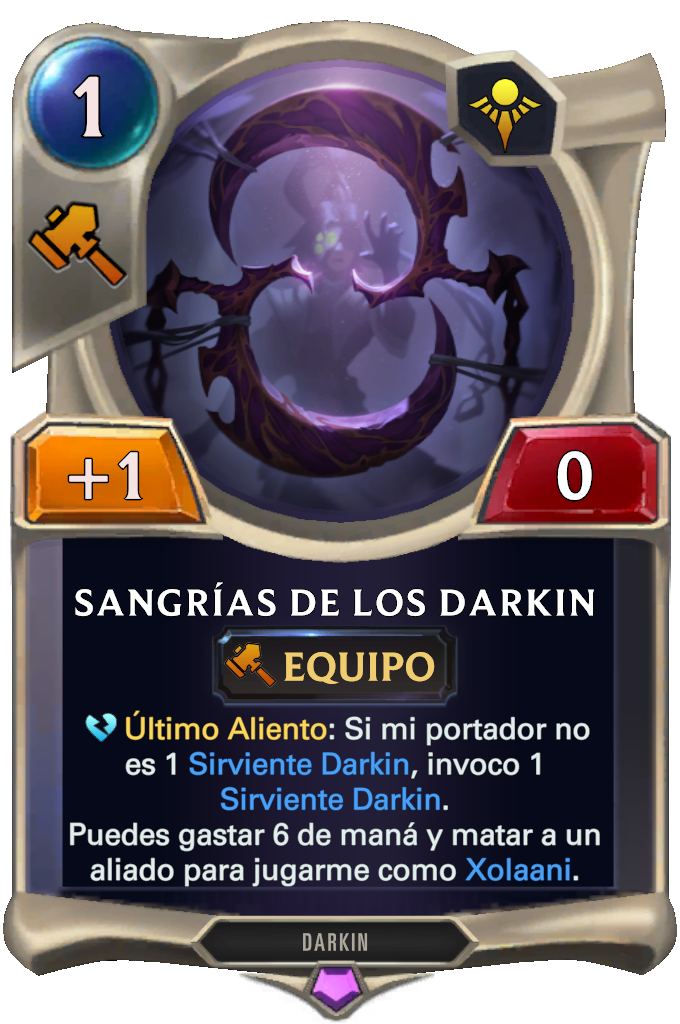 1
+1
0
SANGRÍAS DE LOS DARKIN
EQUIPO
Último Aliento: Si mi portador no
es 1 Sirviente Darkin, invoco 1
Sirviente Darkin.
Puedes gastar 6 de maná y matar a un
aliado para jugarme como Xolaani.
DARKIN